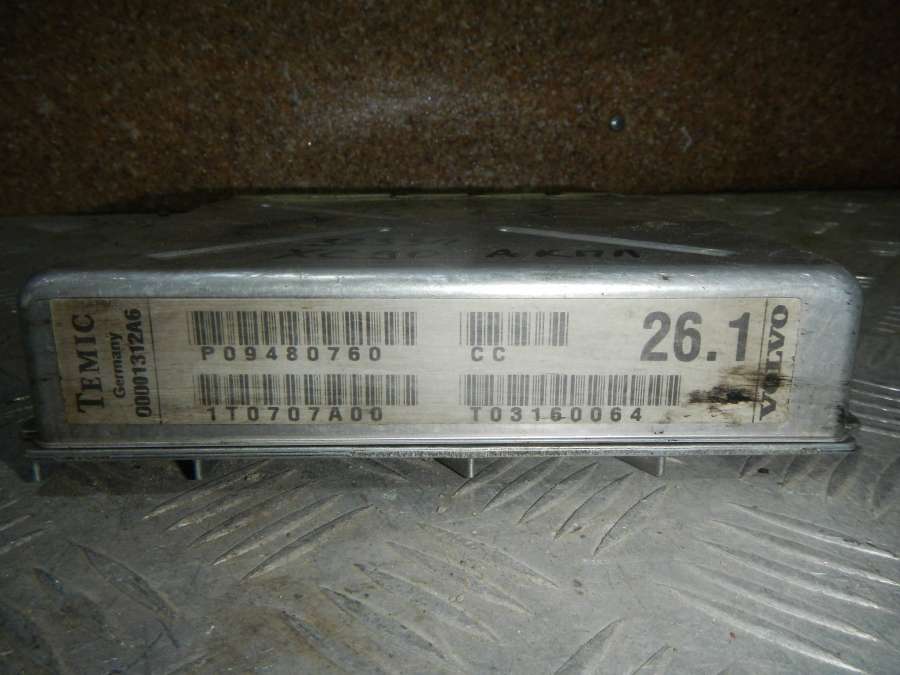 TEMIC
Germany
00001312A6
P09480760
CC
26.1
1T0707A00
T03160064
VOLVO